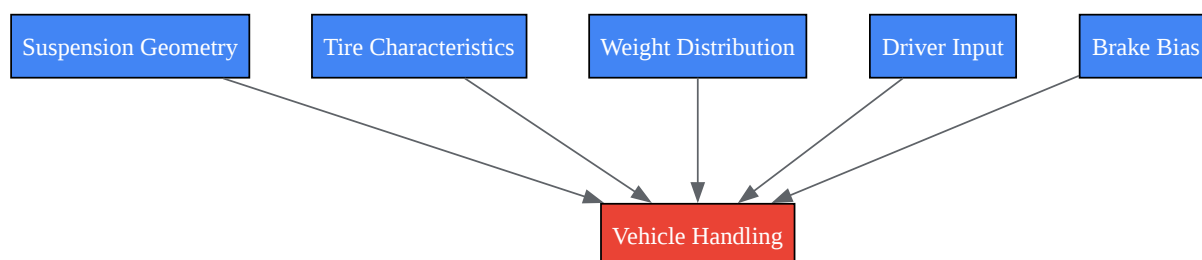 Suspension Geometry
Tire Characteristics
Weight Distribution
Driver Input
Brake Bias
Vehicle Handling